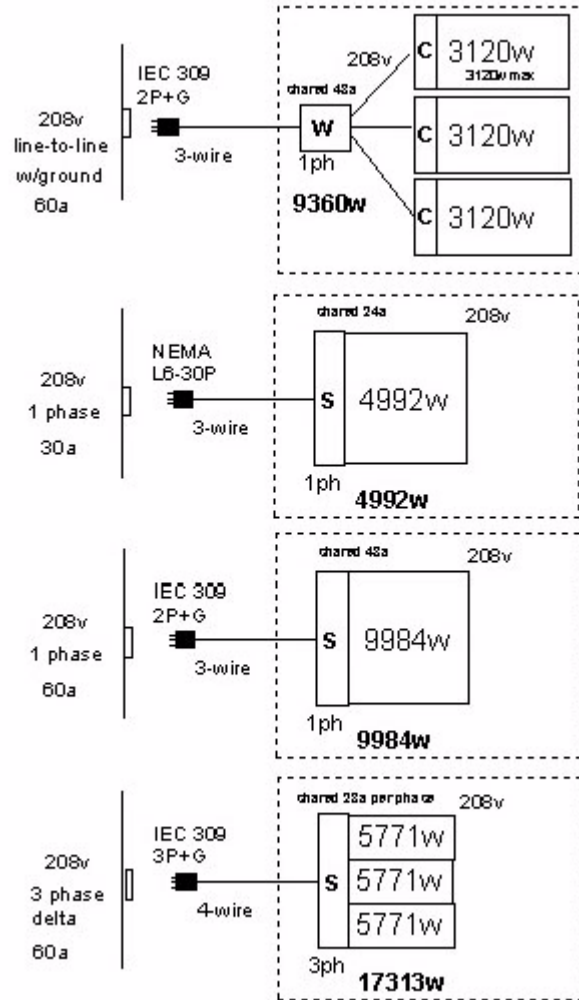 208v
line-to-line
w/ground
60a
IEC 309
2P+G
3-wire
chared 48a
W
1ph
9360w
208v
C
3120w
3120w max
C
3120w
C
3120w
208v
1 phase
30a
NEMA
L6-30P
3-wire
chared 24a
208v
S
4992w
1ph
4992w
208v
1 phase
60a
IEC 309
2P+G
3-wire
chared 48a
208v
S
9984w
1ph
9984w
208v
3 phase
delta
60a
IEC 309
3P+G
4-wire
chared 28a per phase
208v
S
5771w
5771w
5771w
3ph
17313w